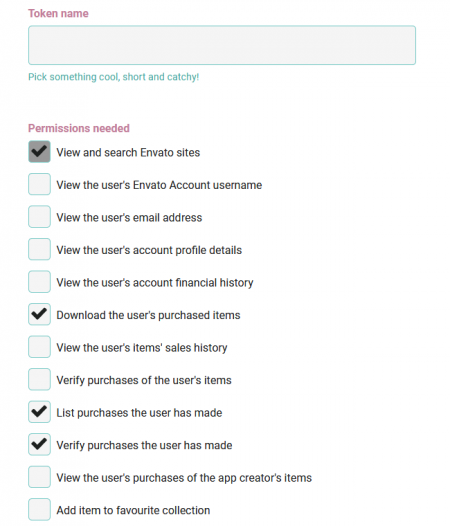 Token name
Pick something cool, short and catchy!
Permissions needed
View and search Envato sites
View the user's Envato Account username
View the user's email address
View the user's account profile details
View the user's account financial history
Download the user's purchased items
View the user's items' sales history
Verify purchases of the user's items
List purchases the user has made
Verify purchases the user has made
View the user's purchases of the app creator's items
Add item to favourite collection